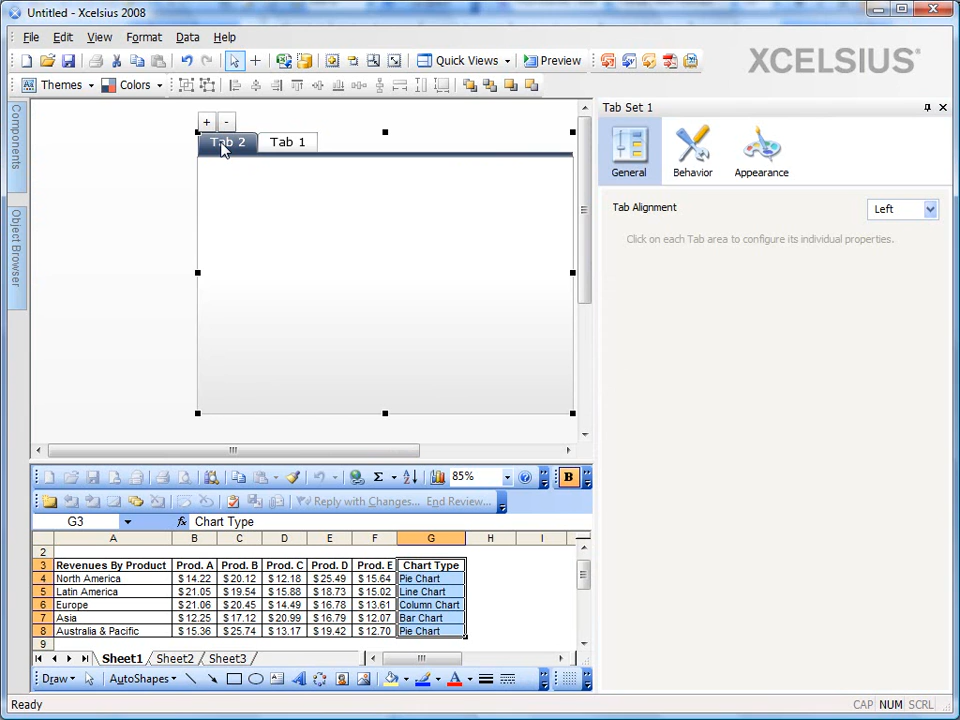 Untitled - Xcelsius 2008
File Edit View Format Data Help
Quick Views Preview
XCELSIUS
Themes Colors
Components
Object Browser
+ -
Tab 2 Tab 1
Tab Set 1
General Behavior Appearance
Tab Alignment Left
Click on each Tab area to configure its individual properties.
85%
B
Reply with Changes... End Review...
G3 fx Chart Type
A B C D E F G H I
2
3 Revenues By Product Prod. A Prod. B Prod. C Prod. D Prod. E Chart Type
4 North America $ 14.22 $ 20.12 $ 12.18 $ 25.49 $ 15.64 Pie Chart
5 Latin America $ 21.05 $ 19.54 $ 15.88 $ 18.73 $ 15.02 Line Chart
6 Europe $ 21.06 $ 20.45 $ 14.49 $ 16.78 $ 13.61 Column Chart
7 Asia $ 12.25 $ 17.12 $ 20.99 $ 16.79 $ 12.07 Bar Chart
8 Australia & Pacific $ 15.36 $ 25.74 $ 13.17 $ 19.42 $ 12.70 Pie Chart
9
Sheet1 Sheet2 Sheet3
Draw AutoShapes
Ready CAP NUM SCRL